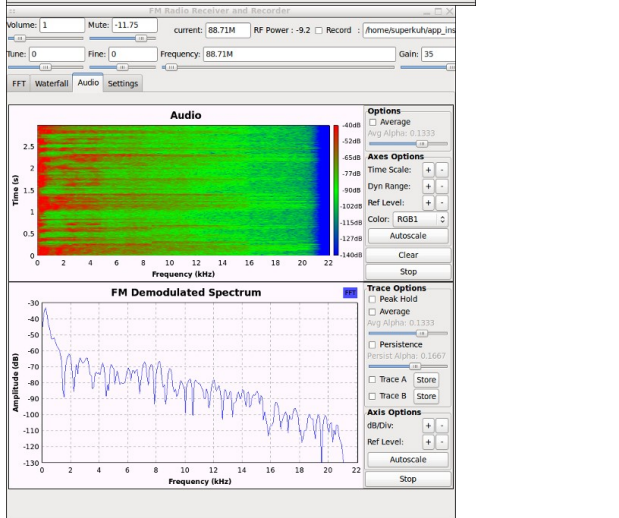 FM Radio Receiver and Recorder
Volume: 1 Mute: -11.75 current: 88.71M RF Power : -9.2 Record : /home/superkuh/app_ins
Tune: 0 Fine: 0 Frequency: 88.71M Gain: 35
FFT Waterfall Audio Settings
Audio
Time (s)
2.5
2
1.5
1
0.5
0
0 2 4 6 8 10 12 14 16 18 20 22
Frequency (kHz)
-40dB
-52dB
-65dB
-77dB
-90dB
-102dB
-115dB
-127dB
-140dB
Options
Average
Avg Alpha: 0.1333
Axes Options
Time Scale: + -
Dyn Range: + -
Ref Level: + -
Color: RGB1
Autoscale
Clear
Stop
FM Demodulated Spectrum
FFT
Amplitude (dB)
-30
-40
-50
-60
-70
-80
-90
-100
-110
-120
-130
0 2 4 6 8 10 12 14 16 18 20 22
Frequency (kHz)
Trace Options
Peak Hold
Average
Avg Alpha: 0.1333
Persistence
Persist Alpha: 0.1667
Trace A Store
Trace B Store
Axis Options
dB/Div: + -
Ref Level: + -
Autoscale
Stop